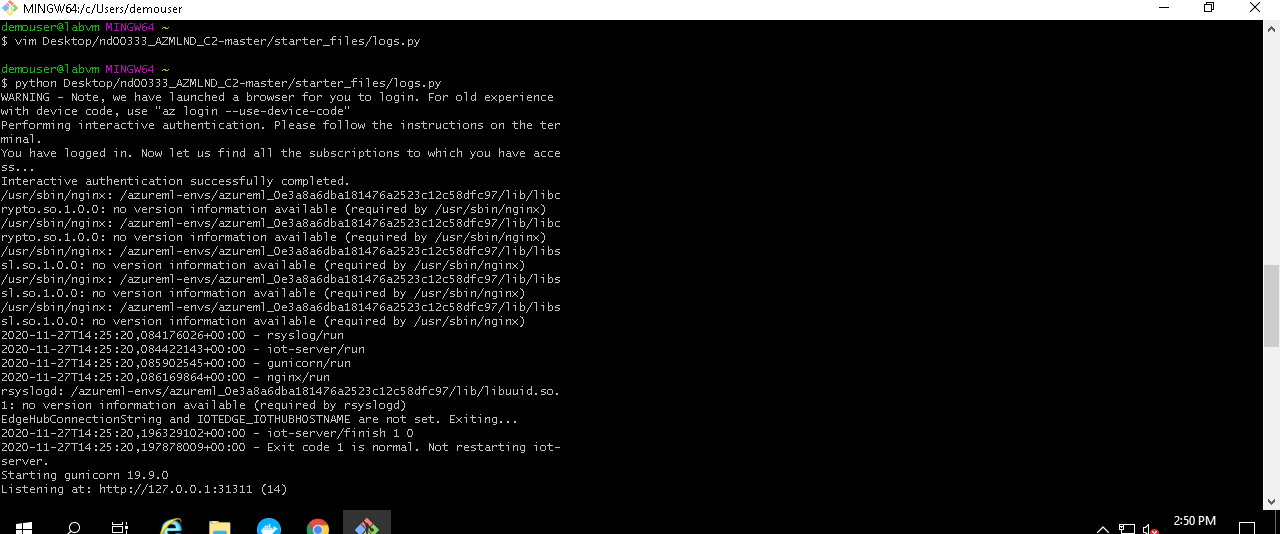 MINGW64:/c/Users/demouser
demouser@labvm MINGW64 ~
$ vim Desktop/nd00333_AZMLND_C2-master/starter_files/logs.py
demouser@labvm MINGW64 ~
$ python Desktop/nd00333_AZMLND_C2-master/starter_files/logs.py
WARNING - Note, we have launched a browser for you to login. For old experience
with device code, use "az login --use-device-code"
Performing interactive authentication. Please follow the instructions on the ter
minal.
You have logged in. Now let us find all the subscriptions to which you have acce
ss...
Interactive authentication successfully completed.
/usr/sbin/nginx: /azureml-envs/azureml_0e3a8a6dba181476a2523c12c58dfc97/lib/libc
rypto.so.1.0.0: no version information available (required by /usr/sbin/nginx)
/usr/sbin/nginx: /azureml-envs/azureml_0e3a8a6dba181476a2523c12c58dfc97/lib/libc
rypto.so.1.0.0: no version information available (required by /usr/sbin/nginx)
/usr/sbin/nginx: /azureml-envs/azureml_0e3a8a6dba181476a2523c12c58dfc97/lib/libs
sl.so.1.0.0: no version information available (required by /usr/sbin/nginx)
/usr/sbin/nginx: /azureml-envs/azureml_0e3a8a6dba181476a2523c12c58dfc97/lib/libs
sl.so.1.0.0: no version information available (required by /usr/sbin/nginx)
/usr/sbin/nginx: /azureml-envs/azureml_0e3a8a6dba181476a2523c12c58dfc97/lib/libs
sl.so.1.0.0: no version information available (required by /usr/sbin/nginx)
2020-11-27T14:25:20,084176026+00:00 - rsyslog/run
2020-11-27T14:25:20,084422143+00:00 - iot-server/run
2020-11-27T14:25:20,085902545+00:00 - gunicorn/run
2020-11-27T14:25:20,086169864+00:00 - nginx/run
rsyslogd: /azureml-envs/azureml_0e3a8a6dba181476a2523c12c58dfc97/lib/libuuid.so.
1: no version information available (required by rsyslogd)
EdgeHubConnectionString and IOTEDGE_IOTHUBHOSTNAME are not set. Exiting...
2020-11-27T14:25:20,196329102+00:00 - iot-server/finish 1 0
2020-11-27T14:25:20,197878009+00:00 - Exit code 1 is normal. Not restarting iot-
server.
Starting gunicorn 19.9.0
Listening at: http://127.0.0.1:31311 (14)
2:50 PM